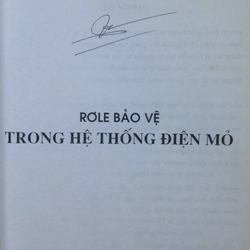 RƠLE BẢO VỆ
TRONG HỆ THỐNG ĐIỆN MỎ